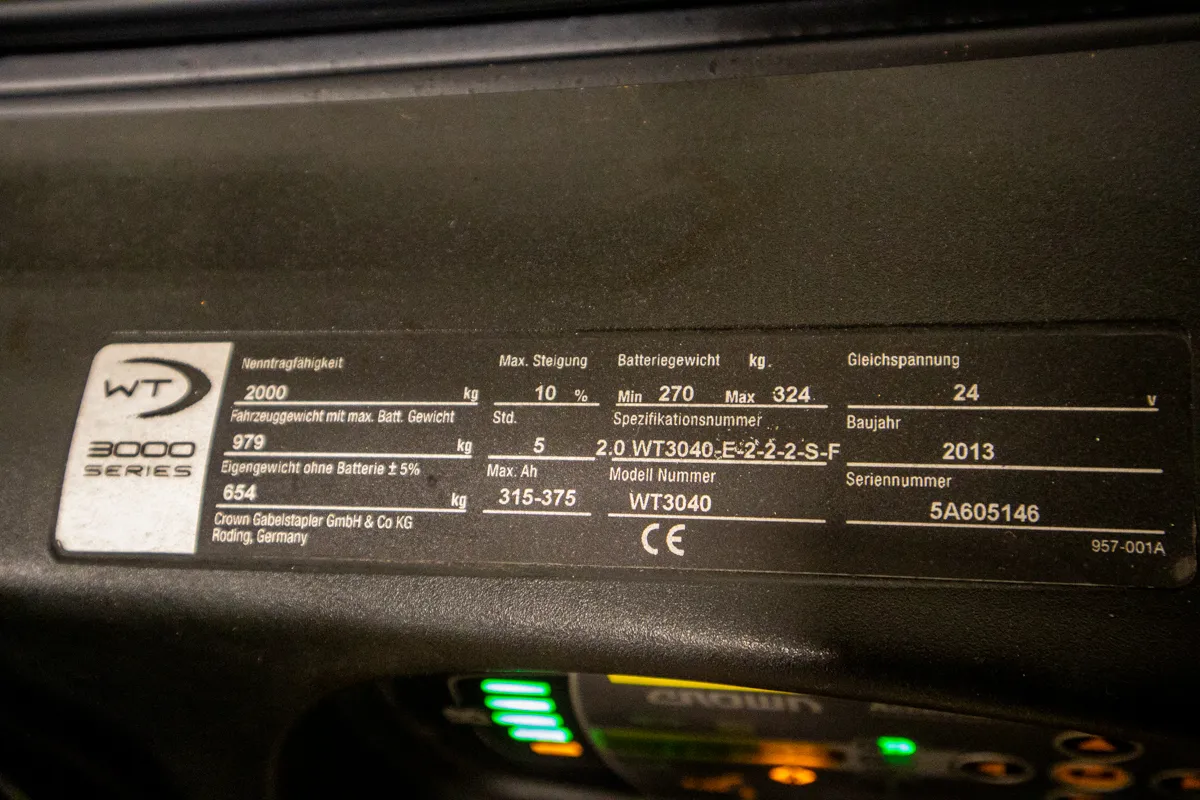 WT
3000
SERIES
Nenntragfähigkeit
2000 kg
Fahrzeuggewicht mit max. Batt. Gewicht
979 kg
Eigengewicht ohne Batterie ± 5%
654 kg
Crown Gabelstapler GmbH & Co KG
Roding, Germany
Max. Steigung
10 %
Std.
5
Max. Ah
315-375
Batteriegewicht kg.
Min 270 Max 324
Spezifikationsnummer
2.0 WT3040-E-2-2-2-S-F
Modell Nummer
WT3040
CE
Gleichspannung
24 V
Baujahr
2013
Seriennummer
5A605146
957-001A
CROWN